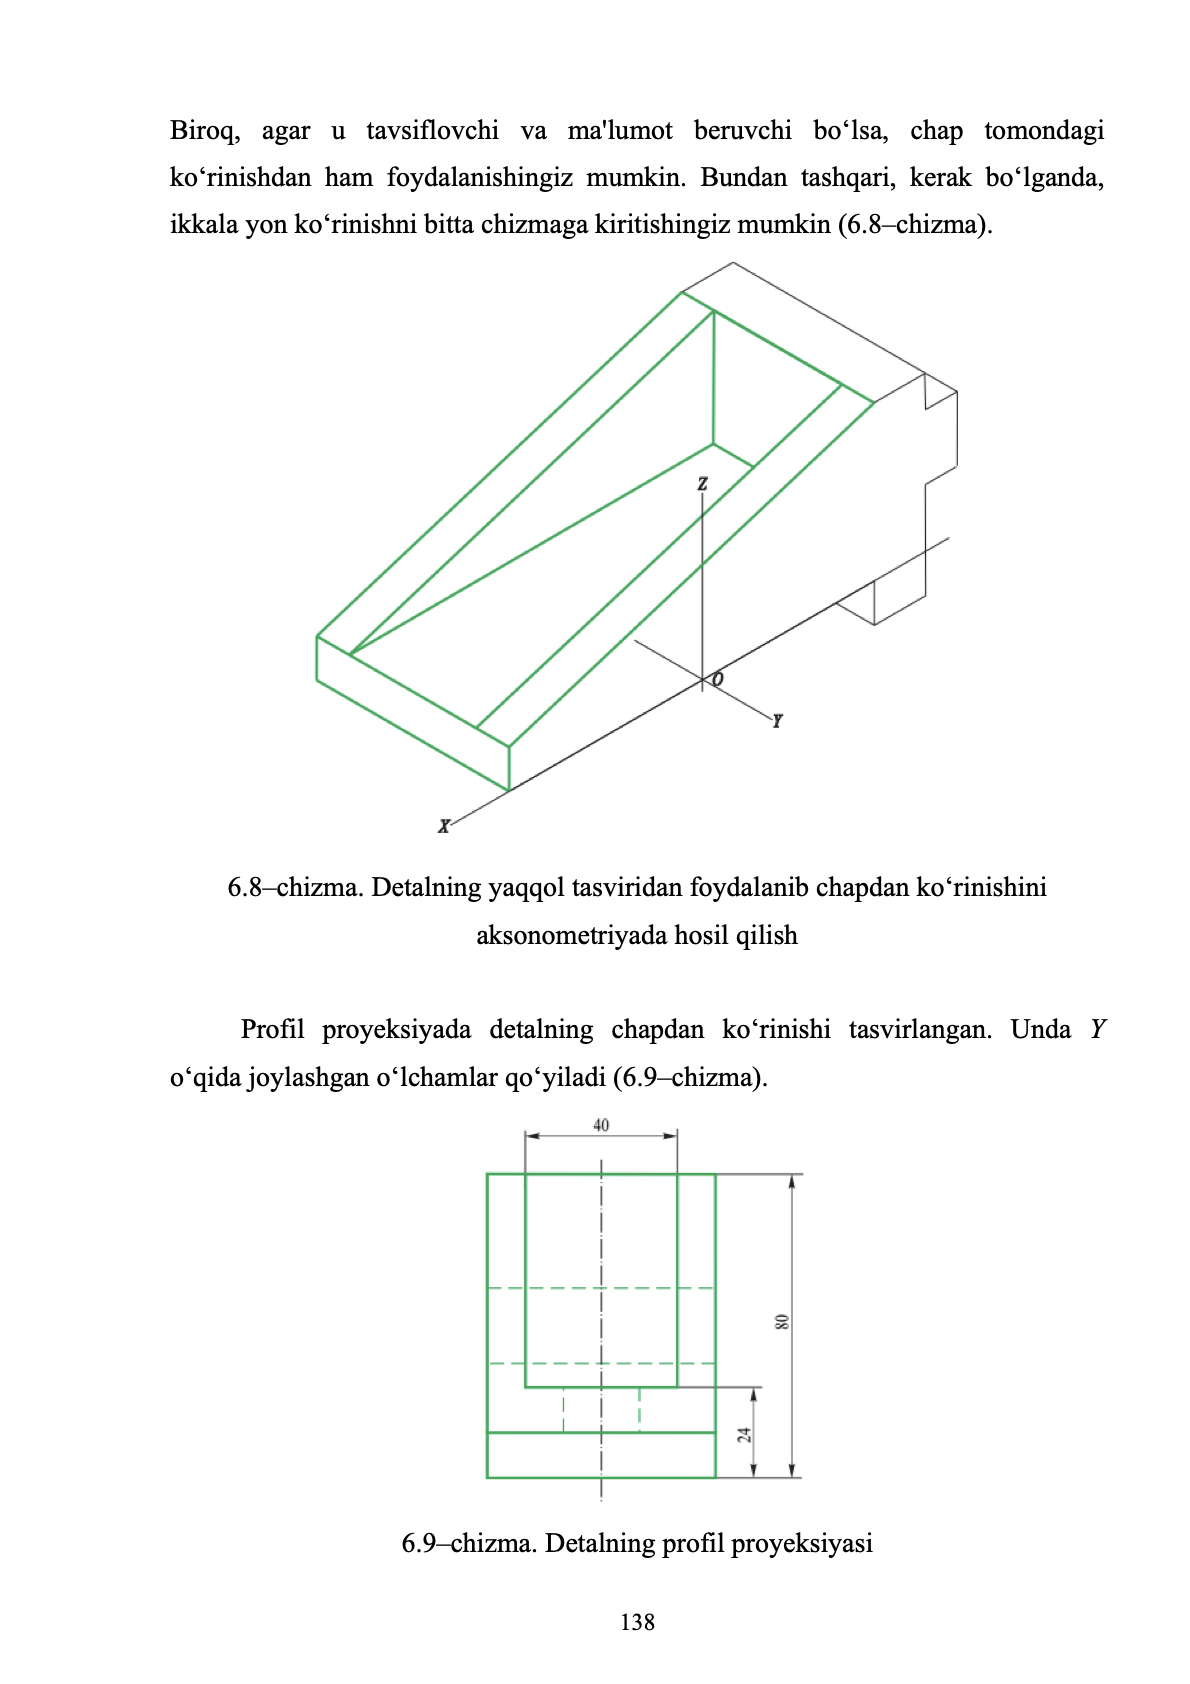 Biroq, agar u tavsiflovchi va ma'lumot beruvchi bo‘lsa, chap tomondagi
ko‘rinishdan ham foydalanishingiz mumkin. Bundan tashqari, kerak bo‘lganda,
ikkala yon ko‘rinishni bitta chizmaga kiritishingiz mumkin (6.8–chizma).
Z
O
Y
X
6.8–chizma. Detalning yaqqol tasviridan foydalanib chapdan ko‘rinishini
aksonometriyada hosil qilish
Profil proyeksiyada detalning chapdan ko‘rinishi tasvirlangan. Unda Y
o‘qida joylashgan o‘lchamlar qo‘yiladi (6.9–chizma).
40
80
24
6.9–chizma. Detalning profil proyeksiyasi
138